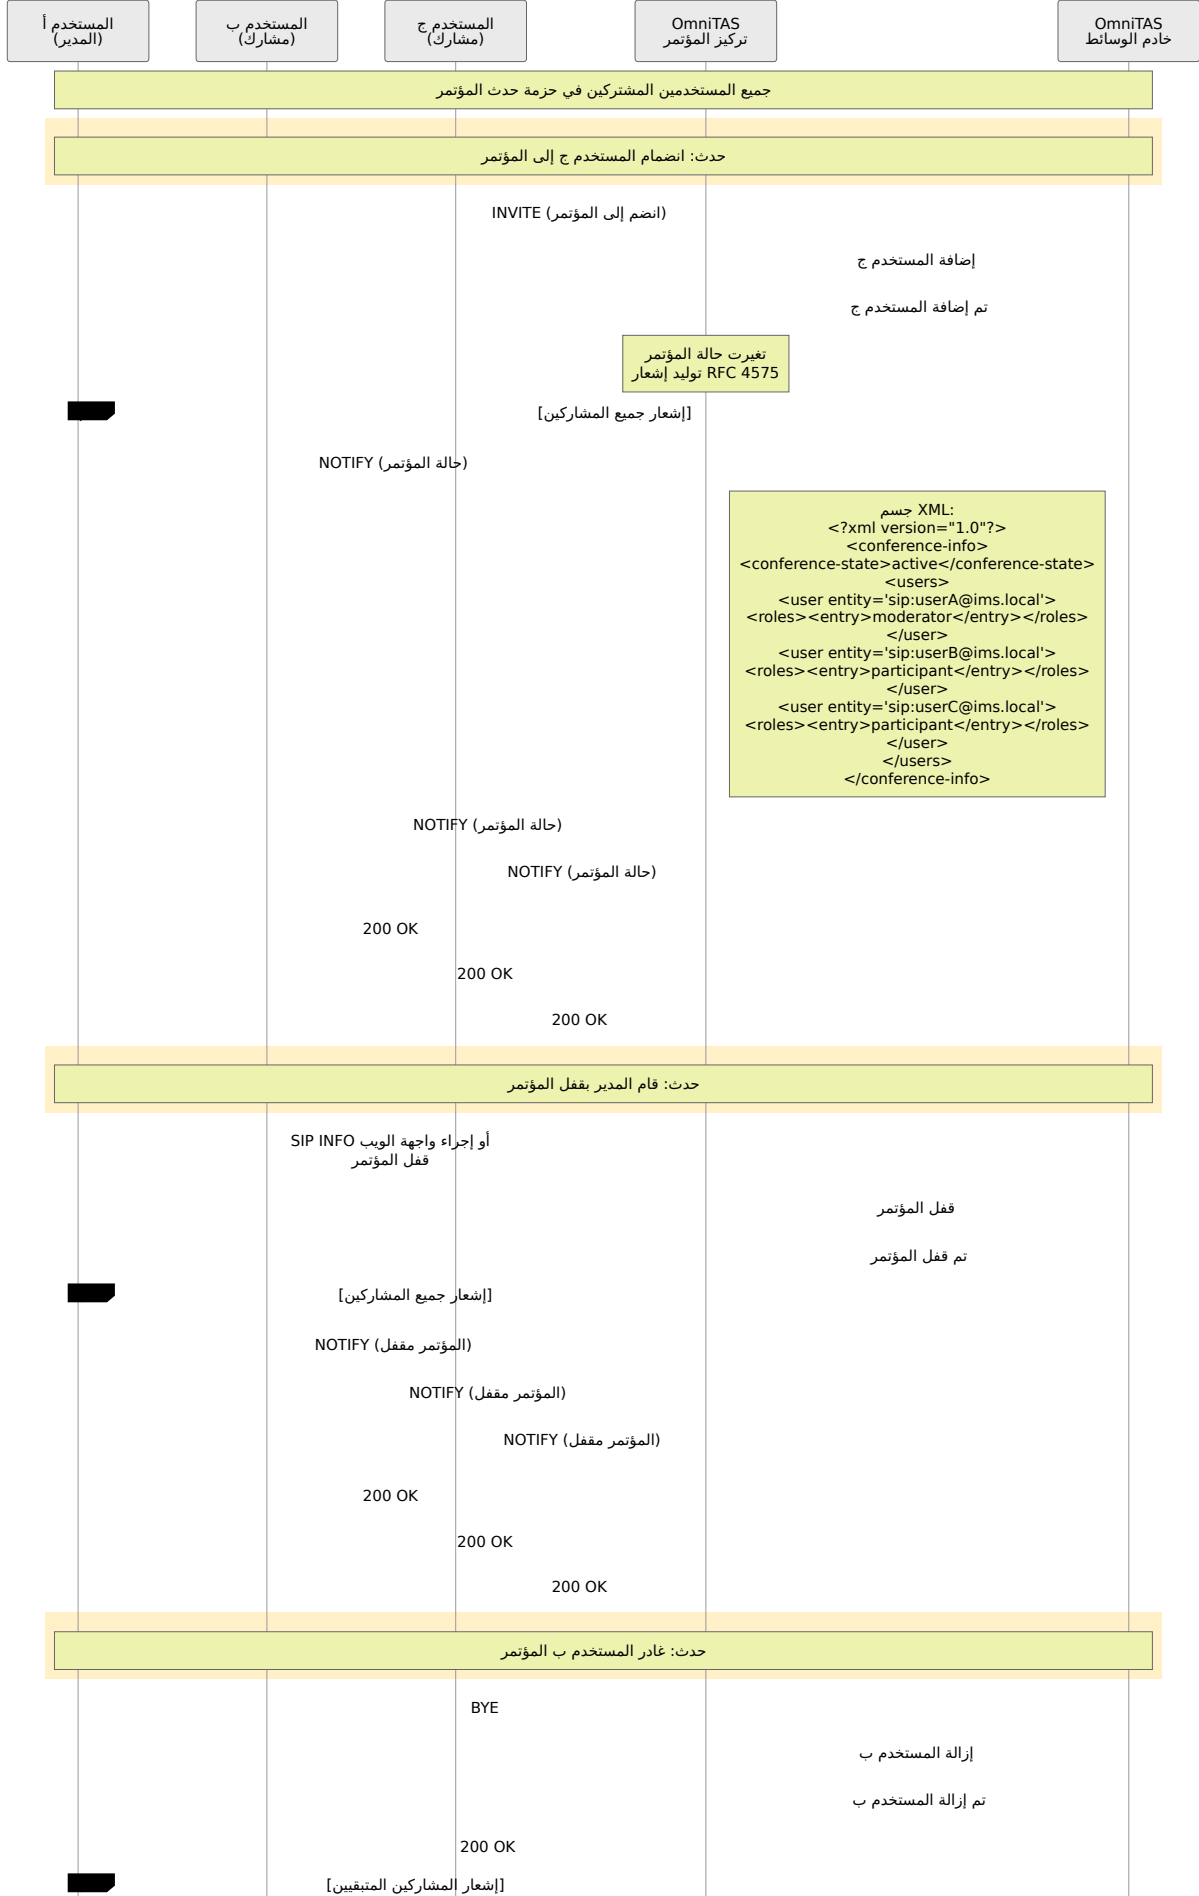 المستخدم أ
(المدير)
المستخدم ب
(مشارك)
المستخدم ج
(مشارك)
OmniTAS
تركيز المؤتمر
OmniTAS
خادم الوسائط
جميع المستخدمين المشتركين في حزمة حدث المؤتمر
حدث: انضمام المستخدم ج إلى المؤتمر
INVITE (انضم إلى المؤتمر)
إضافة المستخدم ج
تم إضافة المستخدم ج
تغيرت حالة المؤتمر
توليد إشعار RFC 4575
[إشعار جميع المشاركين]
NOTIFY (حالة المؤتمر)
جسم XML:
<?xml version="1.0"?>
<conference-info>
<conference-state>active</conference-state>
<users>
<user entity='sip:userA@ims.local'>
<roles><entry>moderator</entry></roles>
</user>
<user entity='sip:userB@ims.local'>
<roles><entry>participant</entry></roles>
</user>
<user entity='sip:userC@ims.local'>
<roles><entry>participant</entry></roles>
</user>
</users>
</conference-info>
NOTIFY (حالة المؤتمر)
NOTIFY (حالة المؤتمر)
200 OK
200 OK
200 OK
حدث: قام المدير بقفل المؤتمر
SIP INFO أو إجراء واجهة الويب
قفل المؤتمر
قفل المؤتمر
تم قفل المؤتمر
[إشعار جميع المشاركين]
NOTIFY (المؤتمر مقفل)
NOTIFY (المؤتمر مقفل)
NOTIFY (المؤتمر مقفل)
200 OK
200 OK
200 OK
حدث: غادر المستخدم ب المؤتمر
BYE
إزالة المستخدم ب
تم إزالة المستخدم ب
200 OK
[إشعار المشاركين المتبقيين]